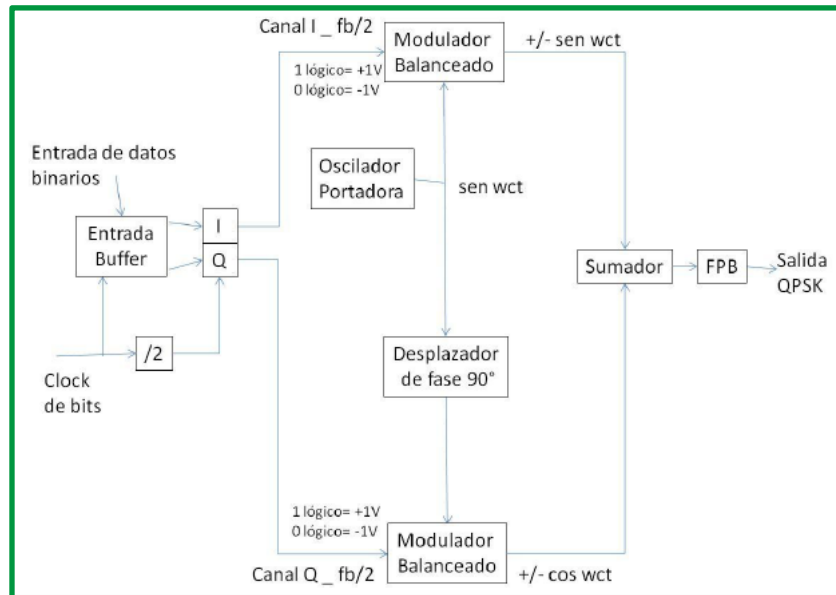 Canal I _ fb/2
Modulador
Balanceado
+/- sen wct
1 lógico= +1V
0 lógico= -1V
Entrada de datos
binarios
Oscilador
Portadora
sen wct
Entrada
Buffer
I
Q
Sumador
FPB
Salida
QPSK
/2
Clock
de bits
Desplazador
de fase 90°
1 lógico= +1V
0 lógico= -1V
Modulador
Balanceado
Canal Q _ fb/2
+/- cos wct